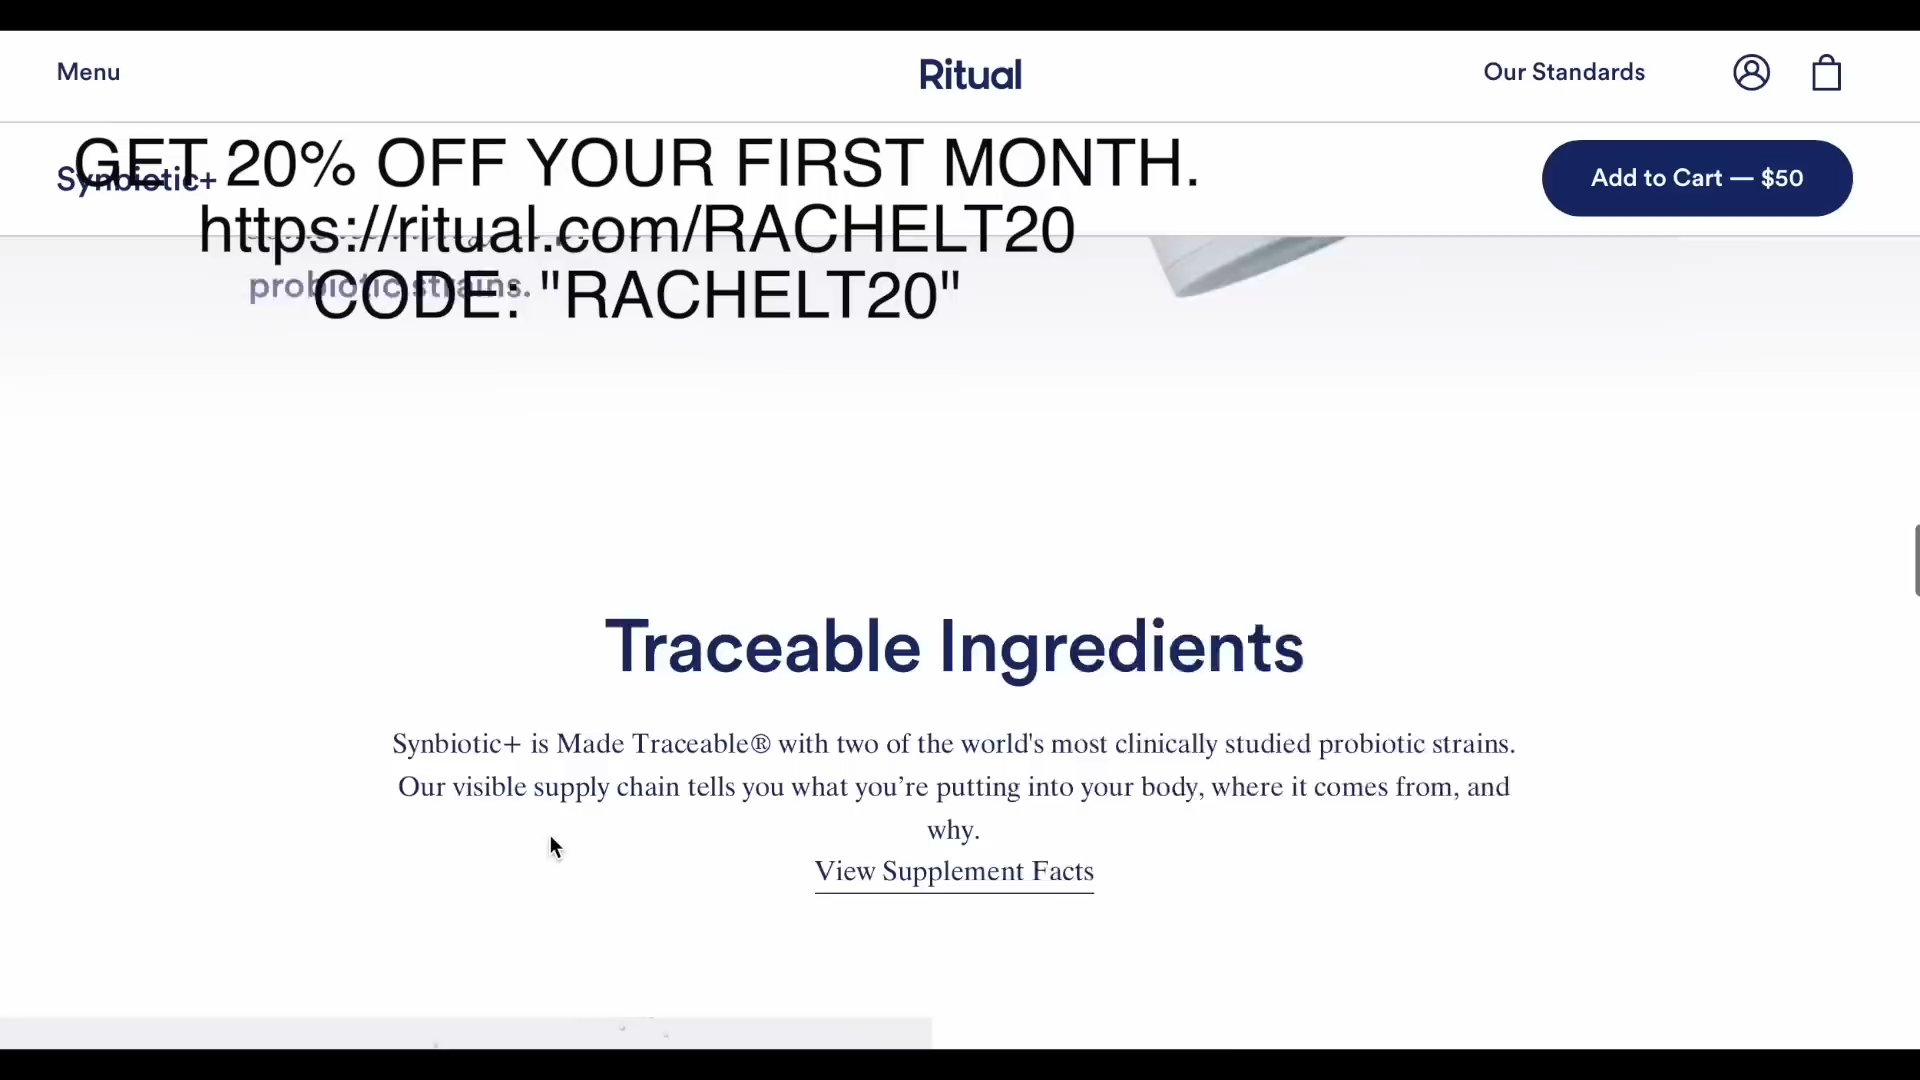 Menu
Ritual
Our Standards
GET 20% OFF YOUR FIRST MONTH.
Synbiotic+
Add to Cart — $50
https://ritual.com/RACHELT20
probiotic strains.
CODE: "RACHELT20"
Traceable Ingredients
Synbiotic+ is Made Traceable® with two of the world's most clinically studied probiotic strains.
Our visible supply chain tells you what you’re putting into your body, where it comes from, and
why.
View Supplement Facts